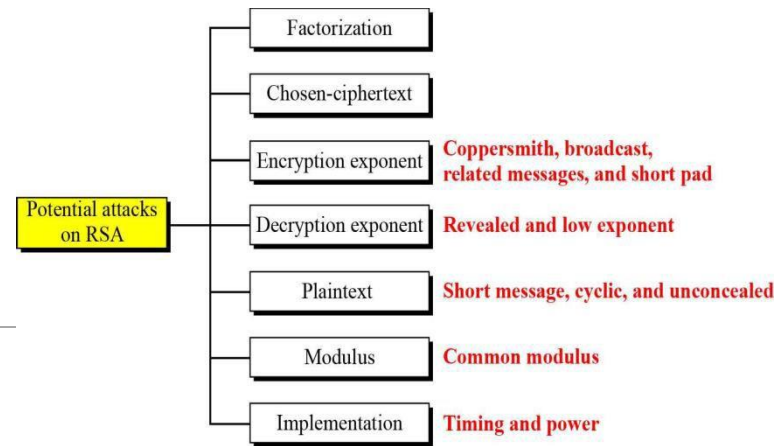 Factorization
Chosen-ciphertext
Encryption exponent
Coppersmith, broadcast,
related messages, and short pad
Potential attacks
on RSA
Decryption exponent
Revealed and low exponent
Plaintext
Short message, cyclic, and unconcealed
Modulus
Common modulus
Implementation
Timing and power